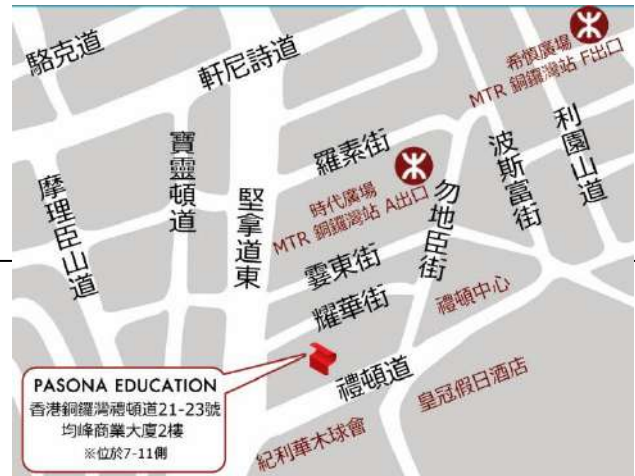 駱克道
軒尼詩道
希慎廣場
MTR 銅鑼灣站 F出口
利園山道
波斯富街
羅素街
時代廣場
MTR 銅鑼灣站 A出口
勿地臣街
寶靈頓道
摩理臣山道
堅拿道東
霎東街
耀華街
禮頓中心
禮頓道
皇冠假日酒店
紀利華木球會
PASONA EDUCATION
香港銅鑼灣禮頓道21-23號
均峰商業大廈2樓
※位於7-11側